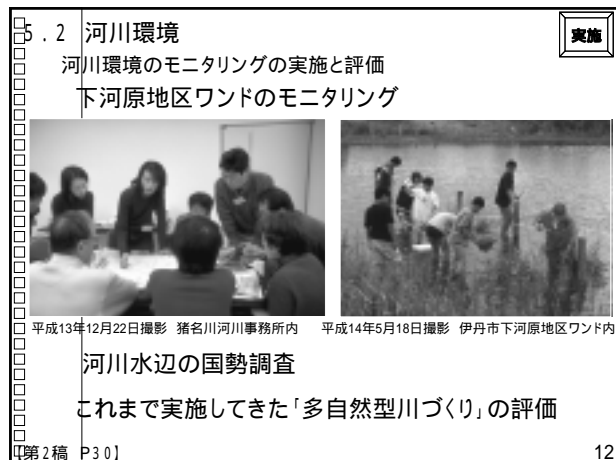 5.2 河川環境
実施
河川環境のモニタリングの実施と評価
下河原地区ワンドのモニタリング
平成13年12月22日撮影 猪名川河川事務所内
平成14年5月18日撮影 伊丹市下河原地区ワンド内
河川水辺の国勢調査
これまで実施してきた「多自然型川づくり」の評価
【第2稿 P30】
12